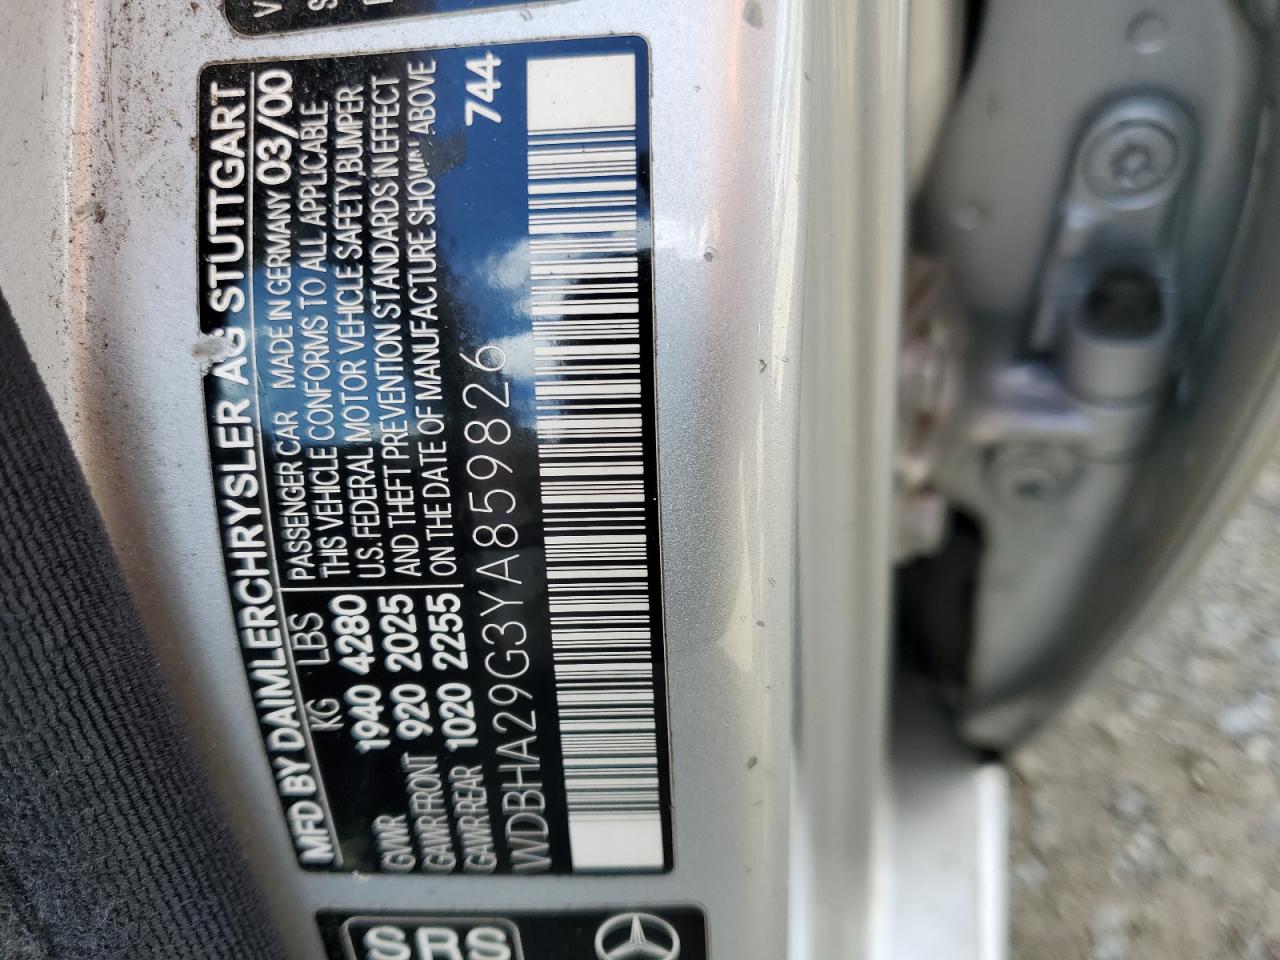 MFD BY DAIMLERCHRYSLER AG STUTTGART
KG LBS PASSENGER CAR MADE IN GERMANY 03/00
GVWR 1940 4280 THIS VEHICLE CONFORMS TO ALL APPLICABLE
U.S. FEDERAL MOTOR VEHICLE SAFETY, BUMPER
GAWR FRONT 920 2025 AND THEFT PREVENTION STANDARDS IN EFFECT
GAWR REAR 1020 2255 ON THE DATE OF MANUFACTURE SHOWN ABOVE
WDBHA29G3YA859826 744
SRS